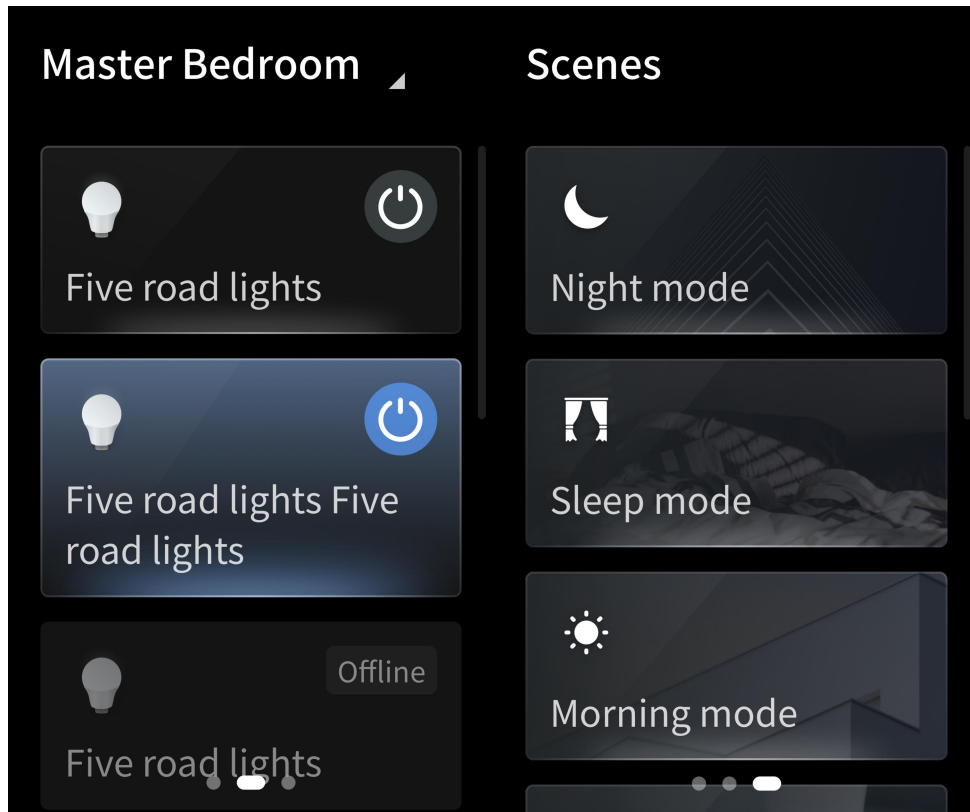 Master Bedroom
Five road lights
Five road lights Five
road lights
Offline
Five road lights
Scenes
Night mode
Sleep mode
Morning mode